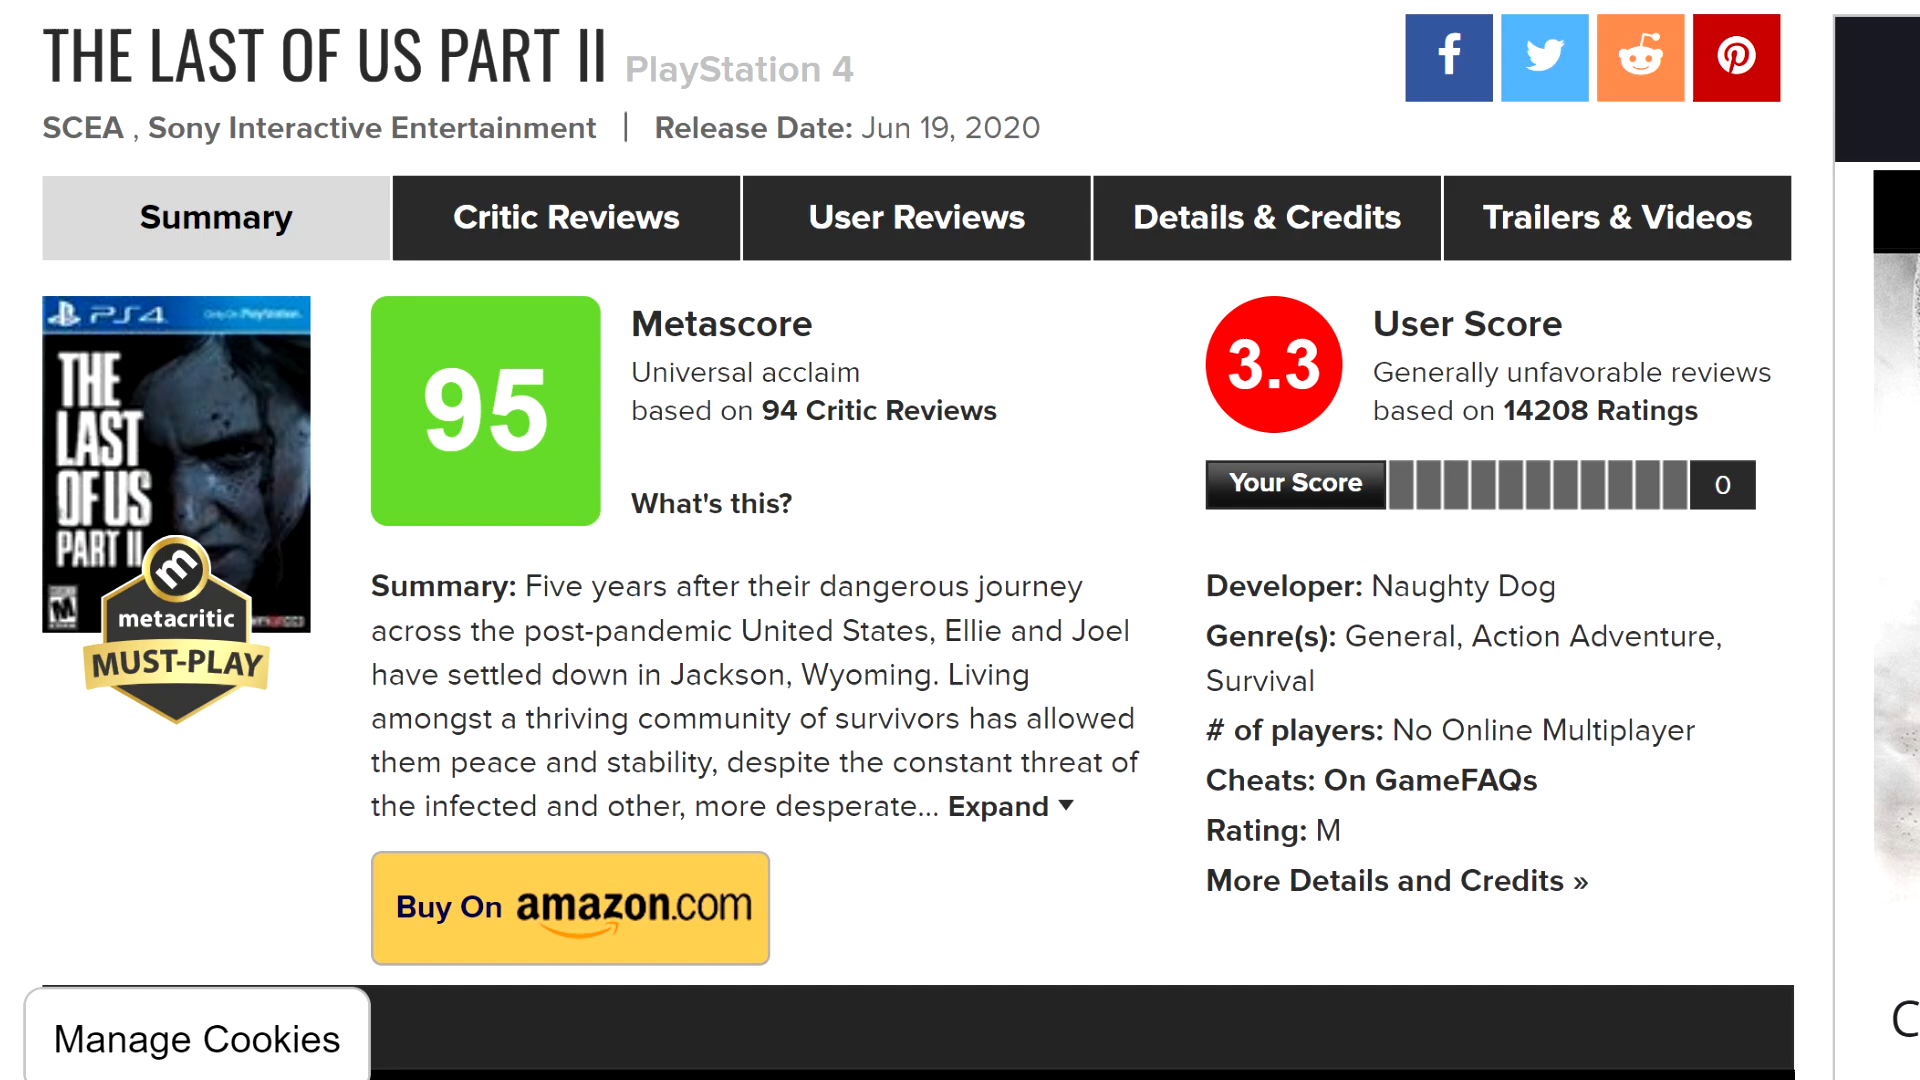 THE LAST OF US PART II PlayStation 4
SCEA , Sony Interactive Entertainment | Release Date: Jun 19, 2020
Summary Critic Reviews User Reviews Details & Credits Trailers & Videos
PS4 Only On PlayStation
THE
LAST
OF US
PART II
M
metacritic
MUST-PLAY
95
Metascore
Universal acclaim
based on 94 Critic Reviews
What's this?
3.3
User Score
Generally unfavorable reviews
based on 14208 Ratings
Your Score 0
Summary: Five years after their dangerous journey
across the post-pandemic United States, Ellie and Joel
have settled down in Jackson, Wyoming. Living
amongst a thriving community of survivors has allowed
them peace and stability, despite the constant threat of
the infected and other, more desperate... Expand
Buy On amazon.com
Developer: Naughty Dog
Genre(s): General, Action Adventure,
Survival
# of players: No Online Multiplayer
Cheats: On GameFAQs
Rating: M
More Details and Credits »
Manage Cookies